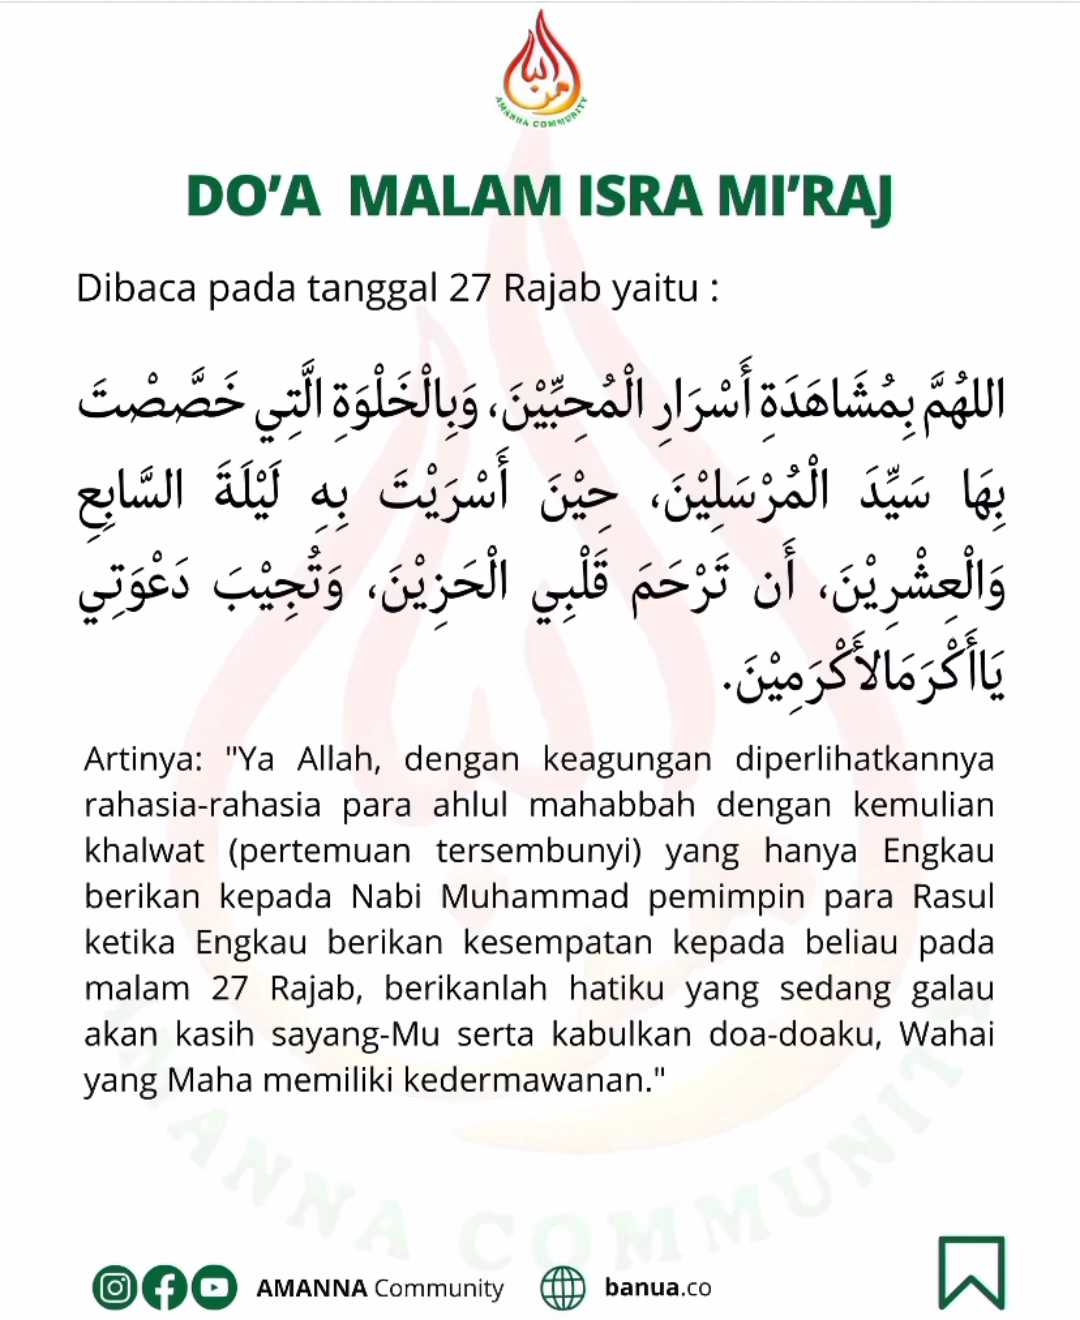 النبأ
من
AMANNA COMMUNITY
DO’A MALAM ISRA MI’RAJ
Dibaca pada tanggal 27 Rajab yaitu :
اللهُمَّ بِمُشَاهَدَةِ أَسْرَارِ الْمُحِبِّيْنَ، وَبِالْخَلْوَةِ الَّتِي خَصَّصْتَ
بِهَا سَيِّدَ الْمُرْسَلِيْنَ، حِيْنَ أَسْرَيْتَ بِهِ لَيْلَةَ السَّابِعِ
وَالْعِشْرِيْنَ، أَن تَرْحَمَ قَلْبِي الْحَزِيْنَ، وَتُجِيْبَ دَعْوَتِي
يَاأَكْرَمَالأَكْرَمِيْنَ.
Artinya: "Ya Allah, dengan keagungan diperlihatkannya
rahasia-rahasia para ahlul mahabbah dengan kemulian
khalwat (pertemuan tersembunyi) yang hanya Engkau
berikan kepada Nabi Muhammad pemimpin para Rasul
ketika Engkau berikan kesempatan kepada beliau pada
malam 27 Rajab, berikanlah hatiku yang sedang galau
akan kasih sayang-Mu serta kabulkan doa-doaku, Wahai
yang Maha memiliki kedermawanan."
AMANNA COMMUNITY
AMANNA Community banua.co